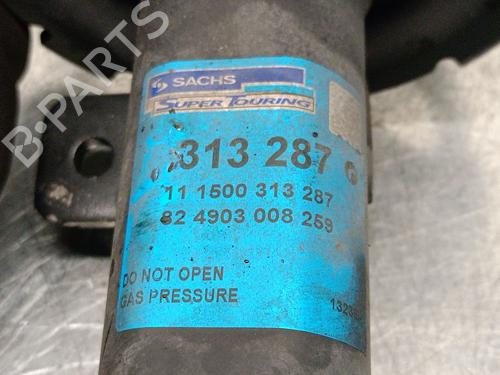 B-PARTS
SACHS
SUPER TOURING
313 287
11 1500 313 287
82 4903 008 259
DO NOT OPEN
GAS PRESSURE